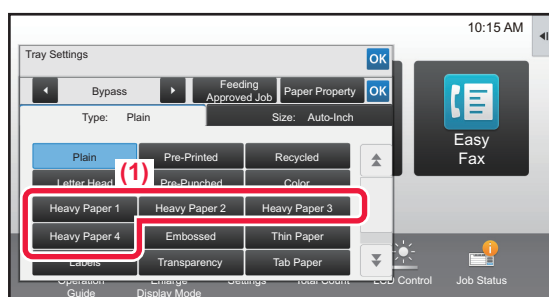 10:15 AM
Tray Settings
OK
Bypass
Feeding
Approved Job
Paper Property
OK
Type: Plain
Size: Auto-Inch
Plain
Pre-Printed
Recycled
(1)
Letter Head
Pre-Punched
Color
Heavy Paper 1
Heavy Paper 2
Heavy Paper 3
Heavy Paper 4
Embossed
Thin Paper
Labels
Transparency
Tab Paper
Easy
Fax
Operation
Guide
Enlarge
Display Mode
Settings
Total Count
LCD Control
Job Status